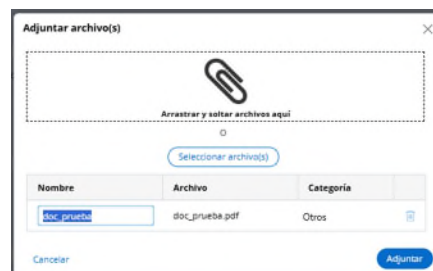 Adjuntar archivo(s)
Arrastrar y soltar archivos aquí
O
Seleccionar archivo(s)
Nombre Archivo Categoría
doc_prueba doc_prueba.pdf Otros
Cancelar Adjuntar